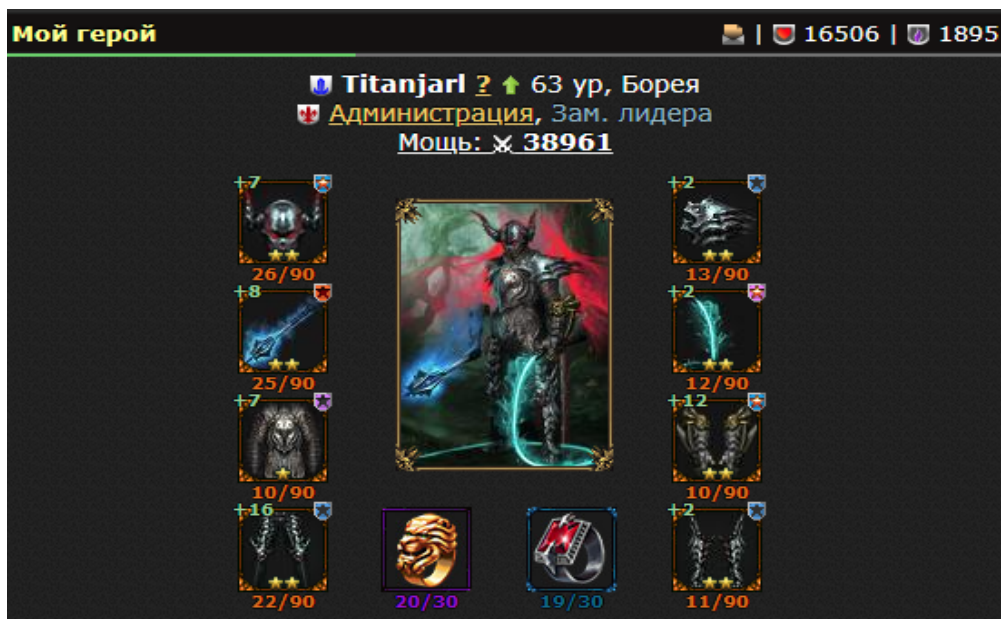 Мой герой | 16506 | 1895
Titanjarl ? 63 ур, Борея
Администрация, Зам. лидера
Мощь: 38961
+7 +2
26/90 13/90
+8 +2
25/90 12/90
+7 +12
10/90 10/90
+16 +2
22/90 20/30 19/30 11/90